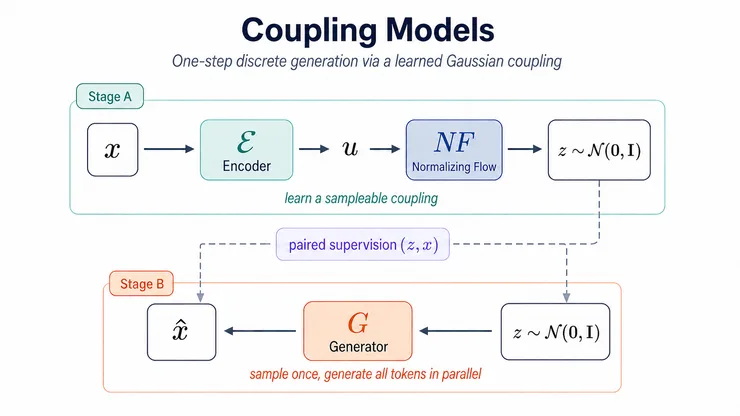 Coupling Models
One-step discrete generation via a learned Gaussian coupling
Stage A
x
ℰ
Encoder
u
NF
Normalizing Flow
z ∼ 𝒩(0, I)
learn a sampleable coupling
paired supervision (z, x)
Stage B
x̂
G
Generator
z ∼ 𝒩(0, I)
sample once, generate all tokens in parallel